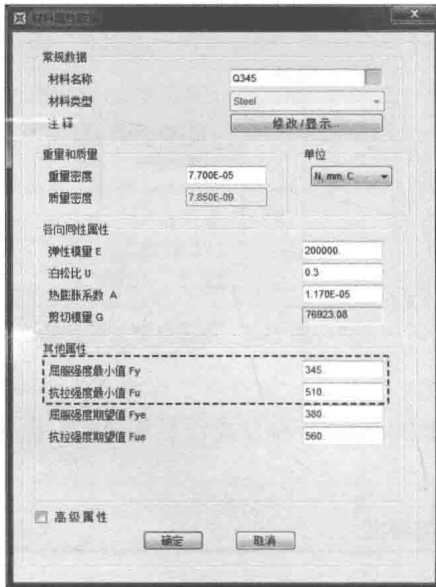 材料属性数据
常规数据
材料名称 Q345
材料类型 Steel
注释 修改/显示...
重量和质量 单位
重量密度 7.700E-05 N, mm, C
质量密度 7.850E-09
各向同性属性
弹性模量 E 200000.
泊松比 U 0.3
热膨胀系数 A 1.170E-05
剪切模量 G 76923.08
其他属性
屈服强度最小值 Fy 345.
抗拉强度最小值 Fu 510.
屈服强度期望值 Fye 380.
抗拉强度期望值 Fue 560.
高级属性
确定 取消